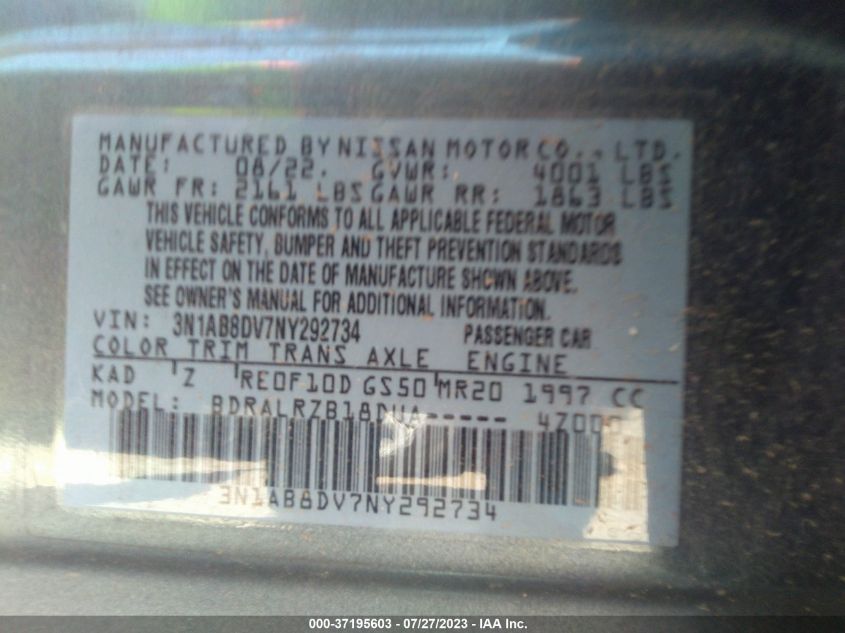 MANUFACTURED BY NISSAN MOTOR CO., LTD.
DATE: 08/22. GVWR: 4001 LBS
GAWR FR: 2161 LBS GAWR RR: 1863 LBS
THIS VEHICLE CONFORMS TO ALL APPLICABLE FEDERAL MOTOR
VEHICLE SAFETY, BUMPER AND THEFT PREVENTION STANDARDS
IN EFFECT ON THE DATE OF MANUFACTURE SHOWN ABOVE.
SEE OWNER'S MANUAL FOR ADDITIONAL INFORMATION.
VIN: 3N1AB8DV7NY292734 PASSENGER CAR
COLOR TRIM TRANS AXLE ENGINE
KAD Z RE0F10D GS50 MR20 1997 CC
MODEL: BDRALRZB18DUA-----
3N1AB8DV7NY292734
000-37195603 - 07/27/2023 - IAA Inc.